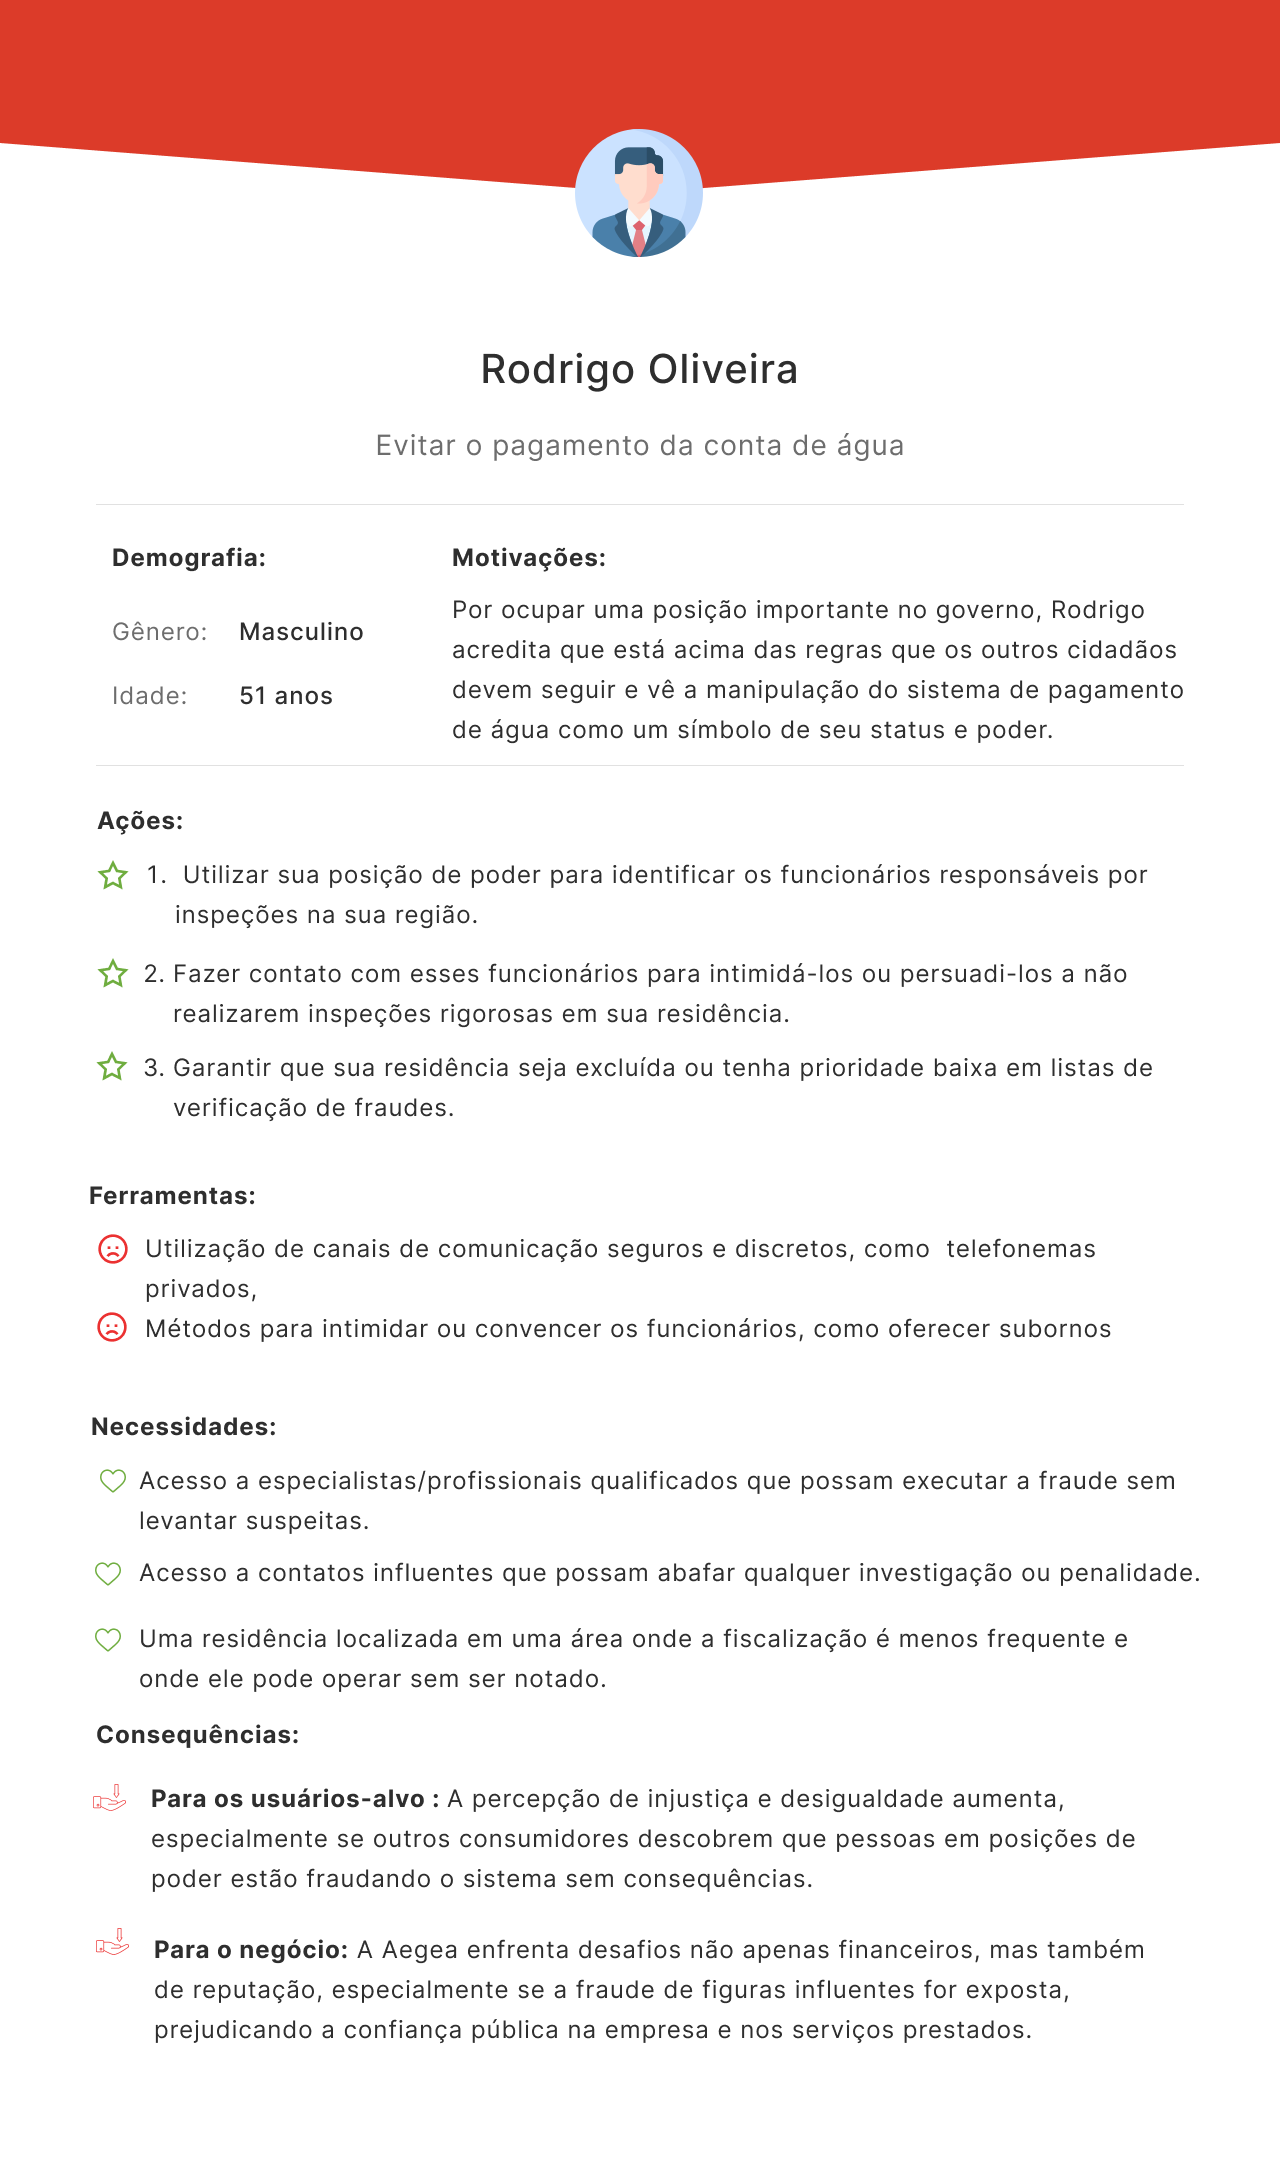 Rodrigo Oliveira
Evitar o pagamento da conta de água
Demografia:
Gênero: Masculino
Idade: 51 anos
Motivações:
Por ocupar uma posição importante no governo, Rodrigo
acredita que está acima das regras que os outros cidadãos
devem seguir e vê a manipulação do sistema de pagamento
de água como um símbolo de seu status e poder.
Ações:
1. Utilizar sua posição de poder para identificar os funcionários responsáveis por
inspeções na sua região.
2. Fazer contato com esses funcionários para intimidá-los ou persuadi-los a não
realizarem inspeções rigorosas em sua residência.
3. Garantir que sua residência seja excluída ou tenha prioridade baixa em listas de
verificação de fraudes.
Ferramentas:
Utilização de canais de comunicação seguros e discretos, como telefonemas
privados,
Métodos para intimidar ou convencer os funcionários, como oferecer subornos
Necessidades:
Acesso a especialistas/profissionais qualificados que possam executar a fraude sem
levantar suspeitas.
Acesso a contatos influentes que possam abafar qualquer investigação ou penalidade.
Uma residência localizada em uma área onde a fiscalização é menos frequente e
onde ele pode operar sem ser notado.
Consequências:
Para os usuários-alvo : A percepção de injustiça e desigualdade aumenta,
especialmente se outros consumidores descobrem que pessoas em posições de
poder estão fraudando o sistema sem consequências.
Para o negócio: A Aegea enfrenta desafios não apenas financeiros, mas também
de reputação, especialmente se a fraude de figuras influentes for exposta,
prejudicando a confiança pública na empresa e nos serviços prestados.